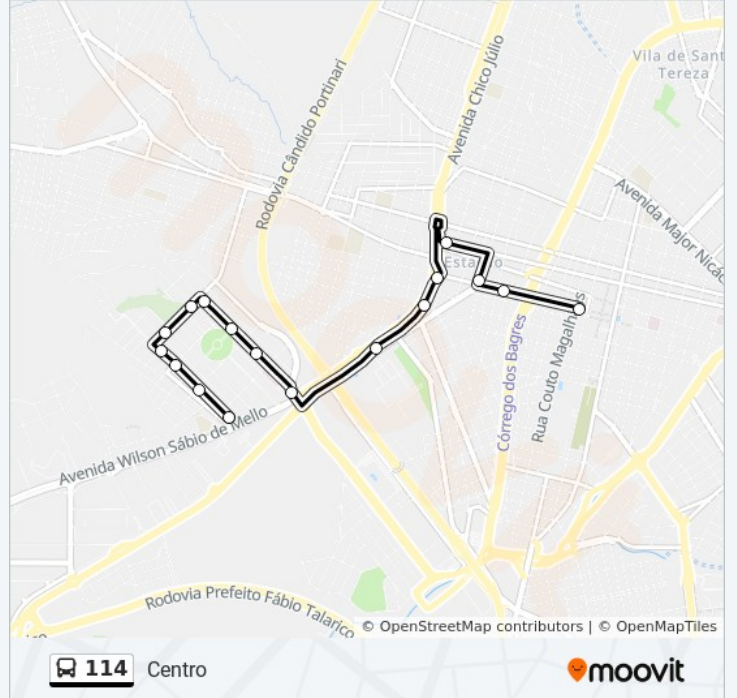 Vila de Sant
Tereza
Avenida Chico Júlio
Rodovia Cândido Portinari
Avenida Major Nicác
Córrego dos Bagres
Rua Couto Magalhães
Avenida Wilson Sábio de Mello
Rodovia Prefeito Fábio Talarico
© OpenStreetMap contributors | © OpenMapTiles
114 Centro
moovit